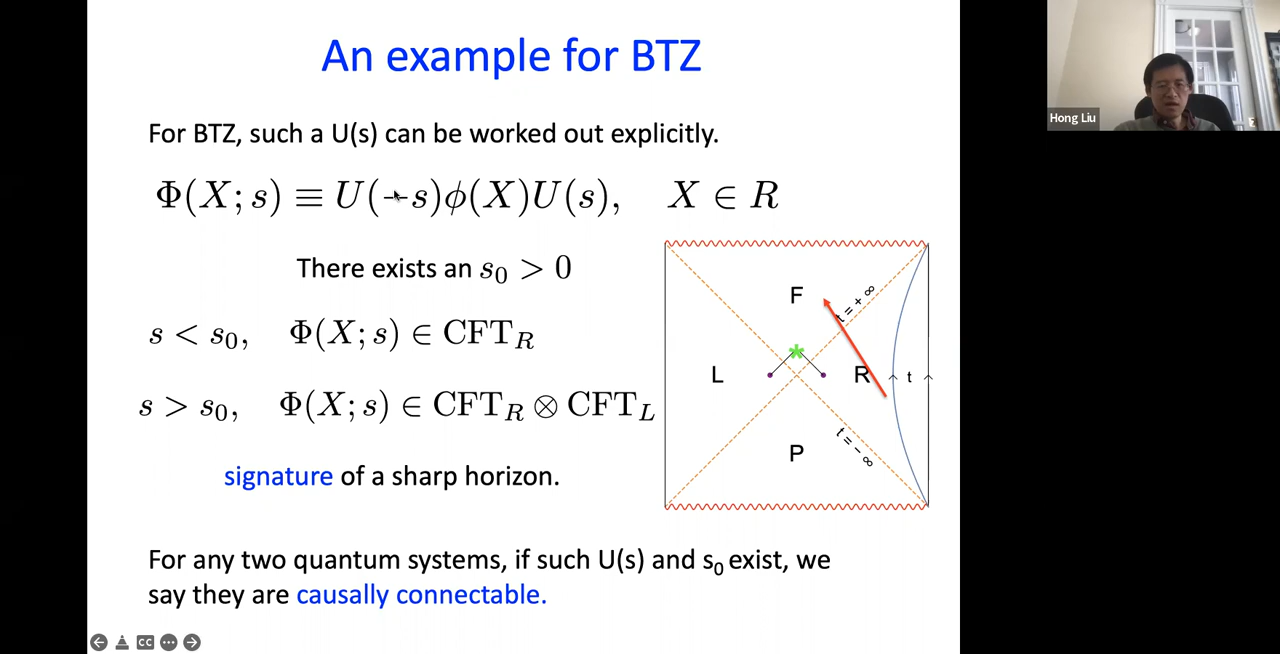 An example for BTZ
Hong Liu
For BTZ, such a U(s) can be worked out explicitly.
Φ(X; s) ≡ U(−s)ϕ(X)U(s), X ∈ R
There exists an s₀ > 0
s < s₀, Φ(X; s) ∈ CFT_R
s > s₀, Φ(X; s) ∈ CFT_R ⊗ CFT_L
signature of a sharp horizon.
F
t = + ∞
L
R
t
P
t = − ∞
For any two quantum systems, if such U(s) and s₀ exist, we
say they are causally connectable.
CC